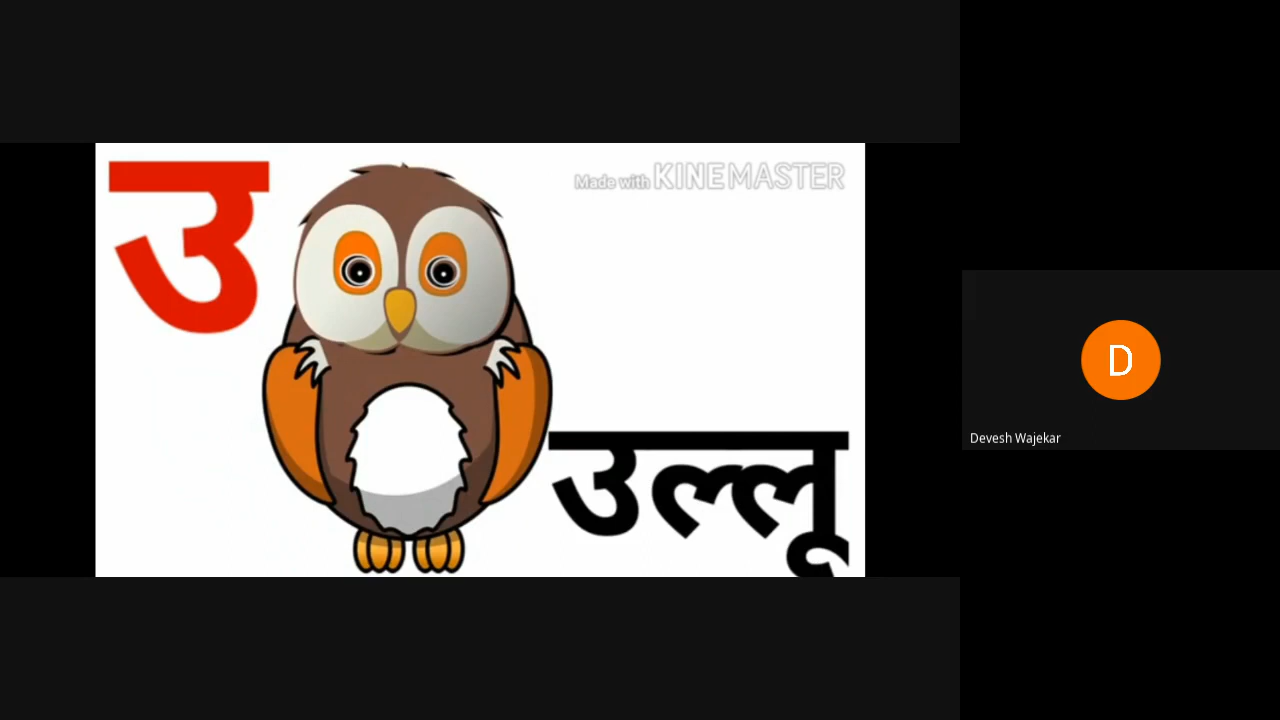 उ
Made with KINEMASTER
उल्लू
D
Devesh Wajekar